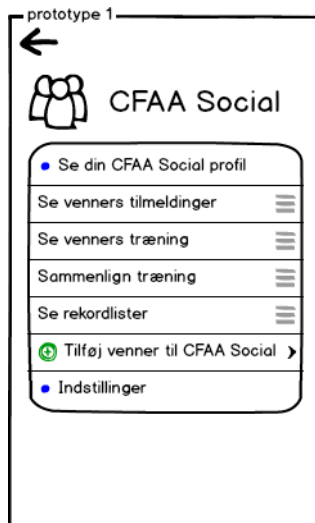 prototype 1
CFAA Social
Se din CFAA Social profil
Se venners tilmeldinger
Se venners træning
Sammenlign træning
Se rekordlister
Tilføj venner til CFAA Social
Indstillinger